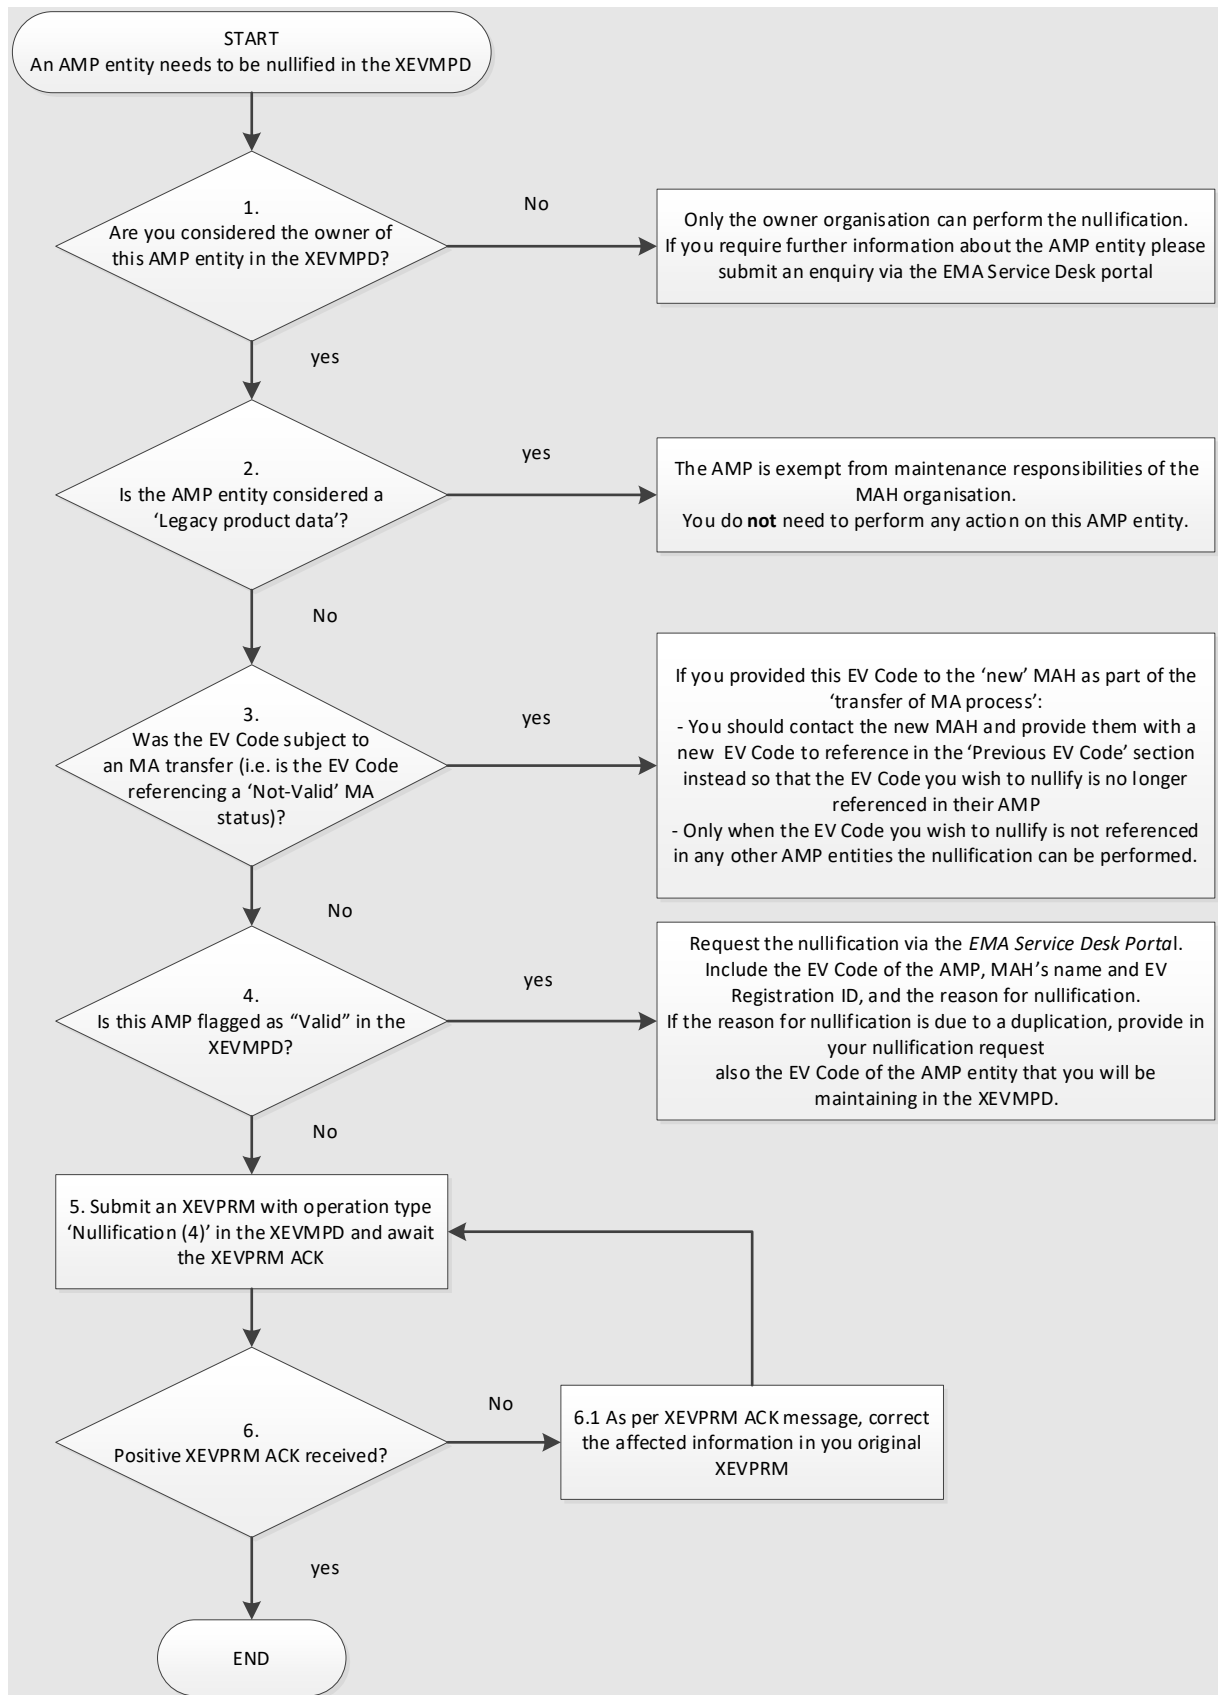 START
An AMP entity needs to be nullified in the XEVMPD
1.
Are you considered the owner of
this AMP entity in the XEVMPD?
No
Only the owner organisation can perform the nullification.
If you require further information about the AMP entity please
submit an enquiry via the EMA Service Desk portal
yes
2.
Is the AMP entity considered a
‘Legacy product data’?
yes
The AMP is exempt from maintenance responsibilities of the
MAH organisation.
You do not need to perform any action on this AMP entity.
No
3.
Was the EV Code subject to
an MA transfer (i.e. is the EV Code
referencing a ‘Not-Valid’ MA
status)?
yes
If you provided this EV Code to the ‘new’ MAH as part of the
‘transfer of MA process’:
- You should contact the new MAH and provide them with a
new EV Code to reference in the ‘Previous EV Code’ section
instead so that the EV Code you wish to nullify is no longer
referenced in their AMP
- Only when the EV Code you wish to nullify is not referenced
in any other AMP entities the nullification can be performed.
No
4.
Is this AMP flagged as “Valid” in the
XEVMPD?
yes
Request the nullification via the EMA Service Desk Portal.
Include the EV Code of the AMP, MAH’s name and EV
Registration ID, and the reason for nullification.
If the reason for nullification is due to a duplication, provide in
your nullification request
also the EV Code of the AMP entity that you will be
maintaining in the XEVMPD.
No
5. Submit an XEVPRM with operation type
‘Nullification (4)’ in the XEVMPD and await
the XEVPRM ACK
6.
Positive XEVPRM ACK received?
No
6.1 As per XEVPRM ACK message, correct
the affected information in you original
XEVPRM
yes
END